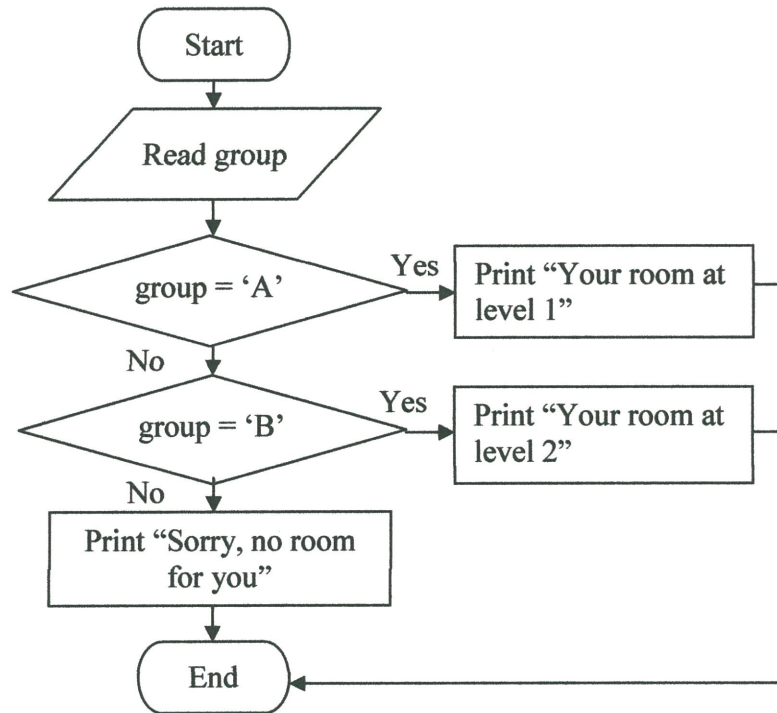 Start
Read group
group = ‘A’
Yes
Print “Your room at
level 1”
No
group = ‘B’
Yes
Print “Your room at
level 2”
No
Print “Sorry, no room
for you”
End